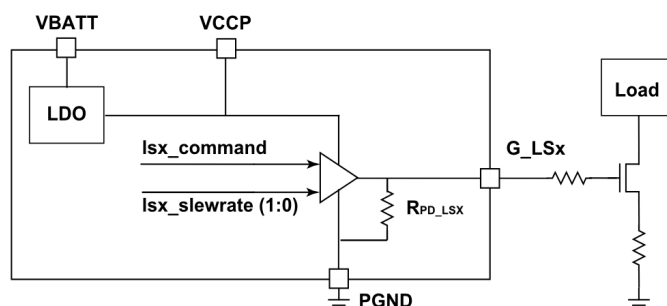 VBATT
VCCP
LDO
Load
lsx_command
G_LSx
lsx_slewrate (1:0)
RPD_LSX
PGND